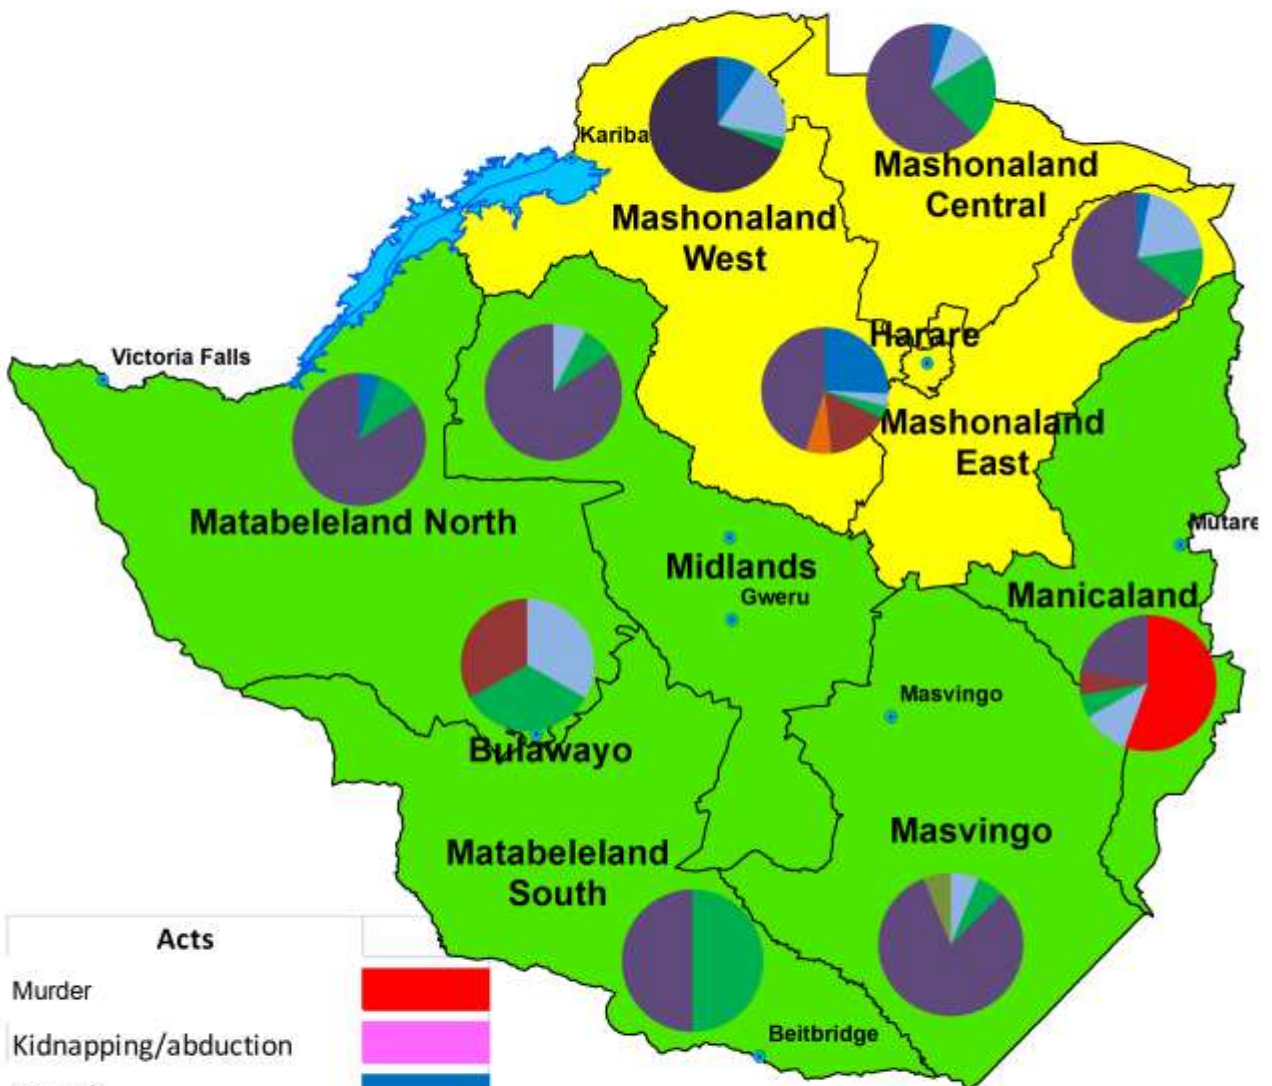 Kariba
Mashonaland
Central
Mashonaland
West
Harare
Victoria Falls
Mashonaland
East
Matabeleland North
Mutare
Midlands
Gweru
Manicaland
Masvingo
Bulawayo
Masvingo
Matabeleland
South
Beitbridge
Acts
Murder
Kidnapping/abduction